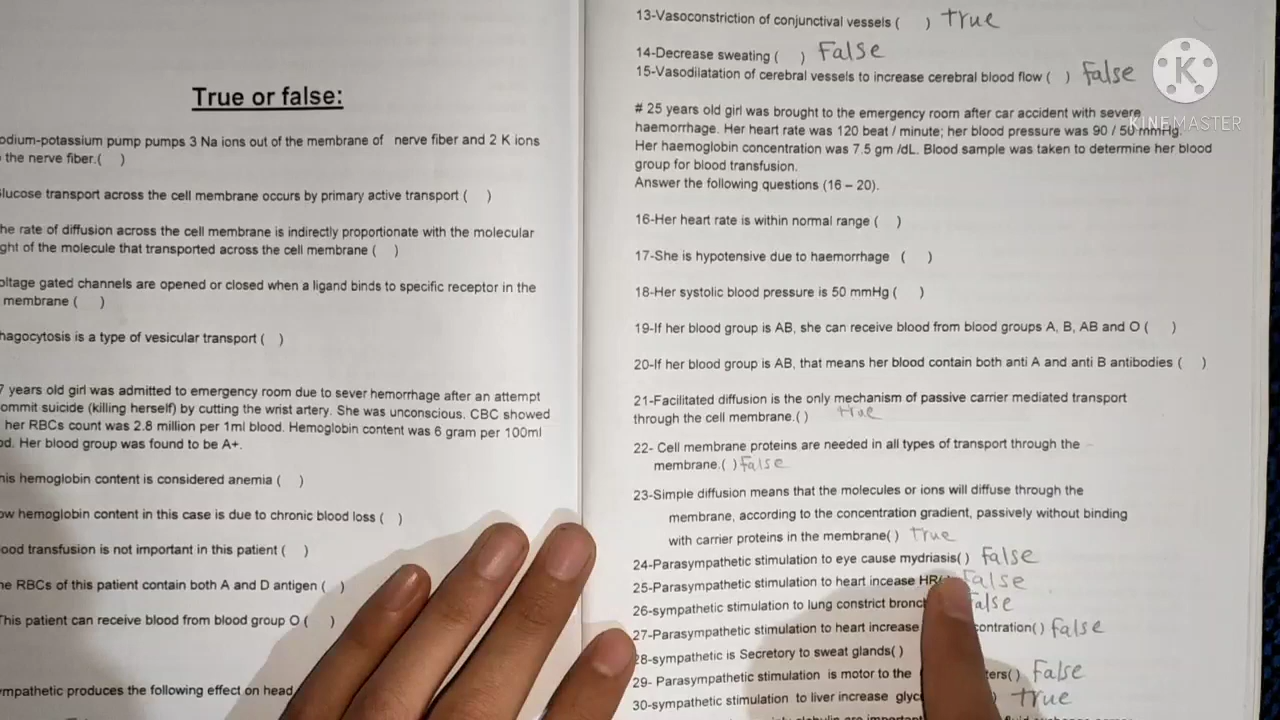 True or false:
odium-potassium pump pumps 3 Na ions out of the membrane of nerve fiber and 2 K ions
the nerve fiber.( )
lucose transport across the cell membrane occurs by primary active transport ( )
he rate of diffusion across the cell membrane is indirectly proportionate with the molecular
ght of the molecule that transported across the cell membrane ( )
oltage gated channels are opened or closed when a ligand binds to specific receptor in the
membrane ( )
hagocytosis is a type of vesicular transport ( )
7 years old girl was admitted to emergency room due to sever hemorrhage after an attempt
ommit suicide (killing herself) by cutting the wrist artery. She was unconscious. CBC showed
her RBCs count was 2.8 million per 1ml blood. Hemoglobin content was 6 gram per 100ml
od. Her blood group was found to be A+.
his hemoglobin content is considered anemia ( )
ow hemoglobin content in this case is due to chronic blood loss ( )
ood transfusion is not important in this patient ( )
he RBCs of this patient contain both A and D antigen ( )
This patient can receive blood from blood group O ( )
mpathetic produces the following effect on head
13-Vasoconstriction of conjunctival vessels ( ) true
14-Decrease sweating ( ) False
15-Vasodilatation of cerebral vessels to increase cerebral blood flow ( ) False
# 25 years old girl was brought to the emergency room after car accident with severe
haemorrhage. Her heart rate was 120 beat / minute; her blood pressure was 90 / 50 mmHg.
Her haemoglobin concentration was 7.5 gm /dL. Blood sample was taken to determine her blood
group for blood transfusion.
Answer the following questions (16 – 20).
16-Her heart rate is within normal range ( )
17-She is hypotensive due to haemorrhage ( )
18-Her systolic blood pressure is 50 mmHg ( )
19-If her blood group is AB, she can receive blood from blood groups A, B, AB and O ( )
20-If her blood group is AB, that means her blood contain both anti A and anti B antibodies ( )
21-Facilitated diffusion is the only mechanism of passive carrier mediated transport
through the cell membrane.( ) true
22- Cell membrane proteins are needed in all types of transport through the
membrane.( ) False
23-Simple diffusion means that the molecules or ions will diffuse through the
membrane, according to the concentration gradient, passively without binding
with carrier proteins in the membrane( ) true
24-Parasympathetic stimulation to eye cause mydriasis( ) False
25-Parasympathetic stimulation to heart incease HR( False
26-sympathetic stimulation to lung constrict bronc alse
27-Parasympathetic stimulation to heart increase contration( ) False
28-sympathetic is Secretory to sweat glands( )
29- Parasympathetic stimulation is motor to the ters( ) False
30-sympathetic stimulation to liver increase glyc ) true
K
KINEMASTER